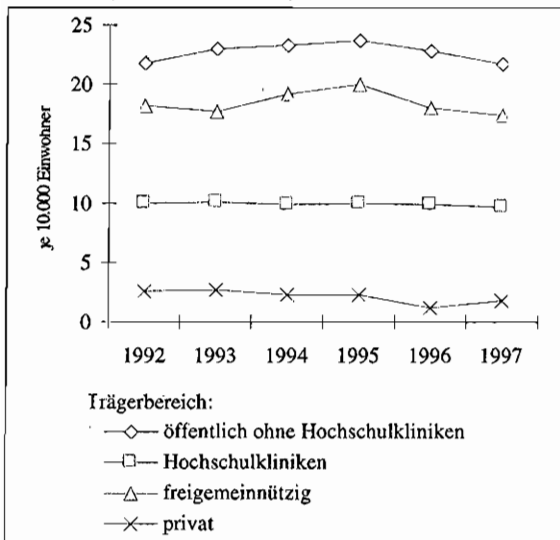 25
20
15
10
5
0
je 10.000 Einwohner
1992 1993 1994 1995 1996 1997
Trägerbereich:
öffentlich ohne Hochschulkliniken
Hochschulkliniken
freigemeinnützig
privat